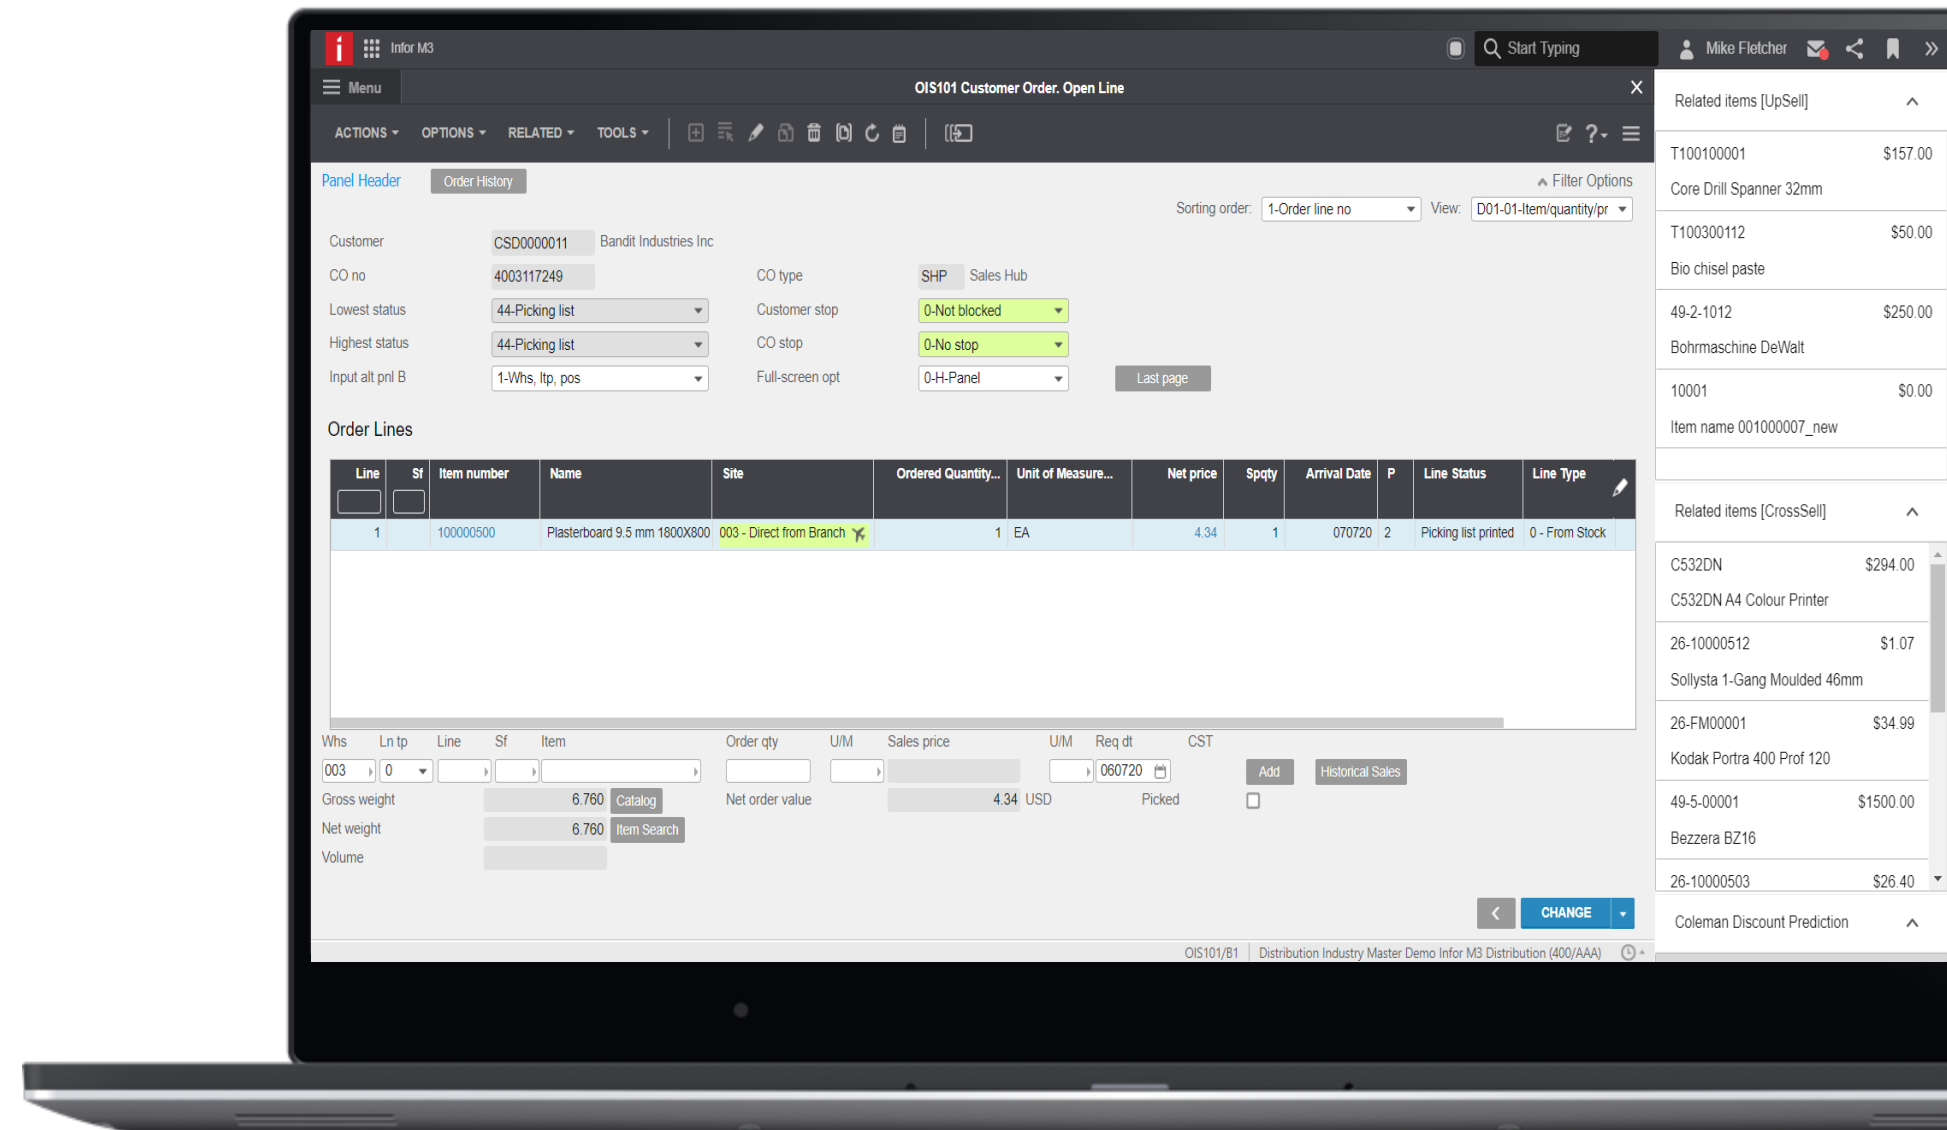 Infor M3
Start Typing
Mike Fletcher
Menu
OIS101 Customer Order. Open Line
ACTIONS
OPTIONS
RELATED
TOOLS
Panel Header
Order History
Filter Options
Sorting order:
1-Order line no
View:
D01-01-Item/quantity/pr
Customer
CSD0000011
Bandit Industries Inc
CO no
4003117249
CO type
SHP
Sales Hub
Lowest status
44-Picking list
Customer stop
0-Not blocked
Highest status
44-Picking list
CO stop
0-No stop
Input alt pnl B
1-Whs, ltp, pos
Full-screen opt
0-H-Panel
Last page
Order Lines
Line
Sf
Item number
Name
Site
Ordered Quantity...
Unit of Measure...
Net price
Spqty
Arrival Date
P
Line Status
Line Type
1
100000500
Plasterboard 9.5 mm 1800X800
003 - Direct from Branch
1
EA
4.34
1
070720
2
Picking list printed
0 - From Stock
Whs
Ln tp
Line
Sf
Item
Order qty
U/M
Sales price
U/M
Req dt
CST
003
0
060720
Add
Historical Sales
Gross weight
6.760
Catalog
Net order value
4.34
USD
Picked
Net weight
6.760
Item Search
Volume
CHANGE
OIS101/B1
Distribution Industry Master Demo Infor M3 Distribution (400/AAA)
Related items [UpSell]
T100100001
$157.00
Core Drill Spanner 32mm
T100300112
$50.00
Bio chisel paste
49-2-1012
$250.00
Bohrmaschine DeWalt
10001
$0.00
Item name 001000007_new
Related items [CrossSell]
C532DN
$294.00
C532DN A4 Colour Printer
26-10000512
$1.07
Sollysta 1-Gang Moulded 46mm
26-FM00001
$34.99
Kodak Portra 400 Prof 120
49-5-00001
$1500.00
Bezzera BZ16
26-10000503
$26.40
Coleman Discount Prediction